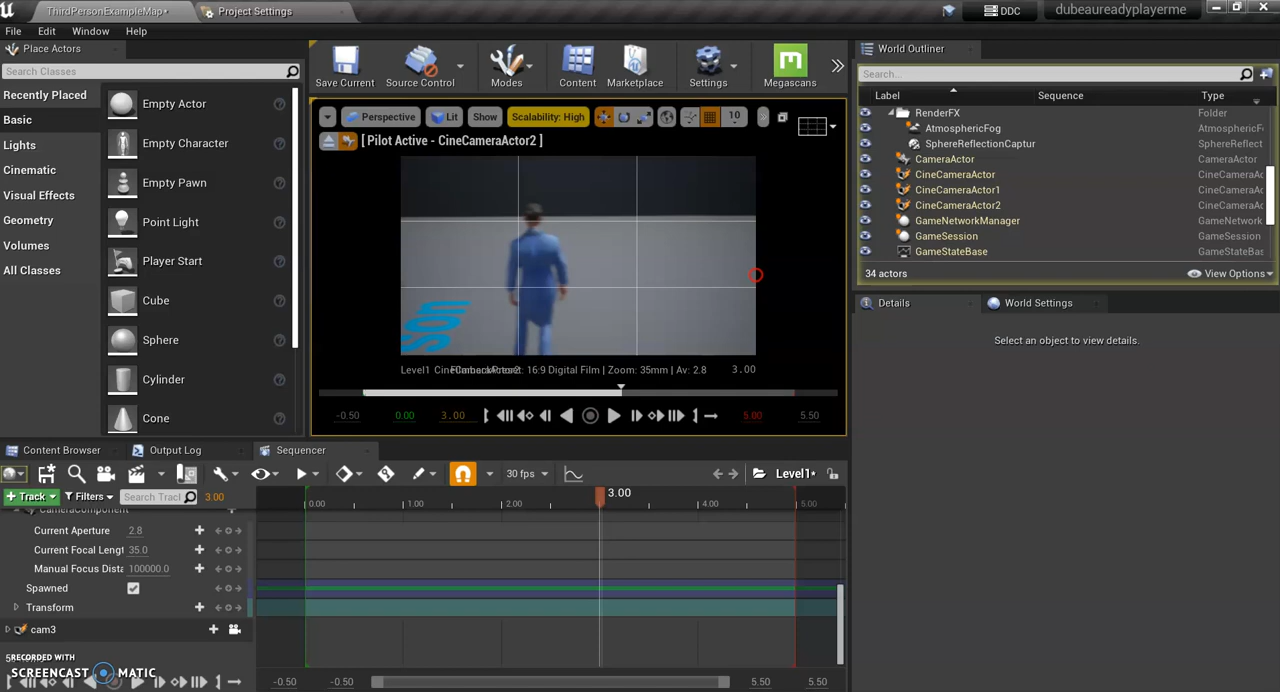 ThirdPersonExampleMap•
Project Settings
DDC
dubeaureadyplayerme
File Edit Window Help
Place Actors
Search Classes
Recently Placed
Basic
Lights
Cinematic
Visual Effects
Geometry
Volumes
All Classes
Empty Actor
Empty Character
Empty Pawn
Point Light
Player Start
Cube
Sphere
Cylinder
Cone
Save Current
Source Control
Modes
Content
Marketplace
Settings
Megascans
Perspective
Lit
Show
Scalability: High
10
[ Pilot Active - CineCameraActor2 ]
Level1
16:9 Digital Film | Zoom: 35mm | Av: 2.8
3.00
-0.50
0.00
3.00
5.00
5.50
World Outliner
Search...
Label Sequence Type
RenderFX Folder
AtmosphericFog AtmosphericF
SphereReflectionCaptur SphereReflect
CameraActor CameraActor
CineCameraActor CineCameraAc
CineCameraActor1 CineCameraAc
CineCameraActor2 CineCameraAc
GameNetworkManager GameNetwork
GameSession GameSession
GameStateBase GameStateBase
34 actors
View Options
Details
World Settings
Select an object to view details.
Content Browser
Output Log
Sequencer
30 fps
Level1*
Track
Filters
Search Tracl
3.00
0.00
1.00
2.00
3.00
4.00
5.00
CameraComponent
Current Aperture 2.8
Current Focal Lengt 35.0
Manual Focus Dista 100000.0
Spawned
Transform
cam3
RECORDED WITH
SCREENCAST MATIC
-0.50
-0.50
5.50
5.50